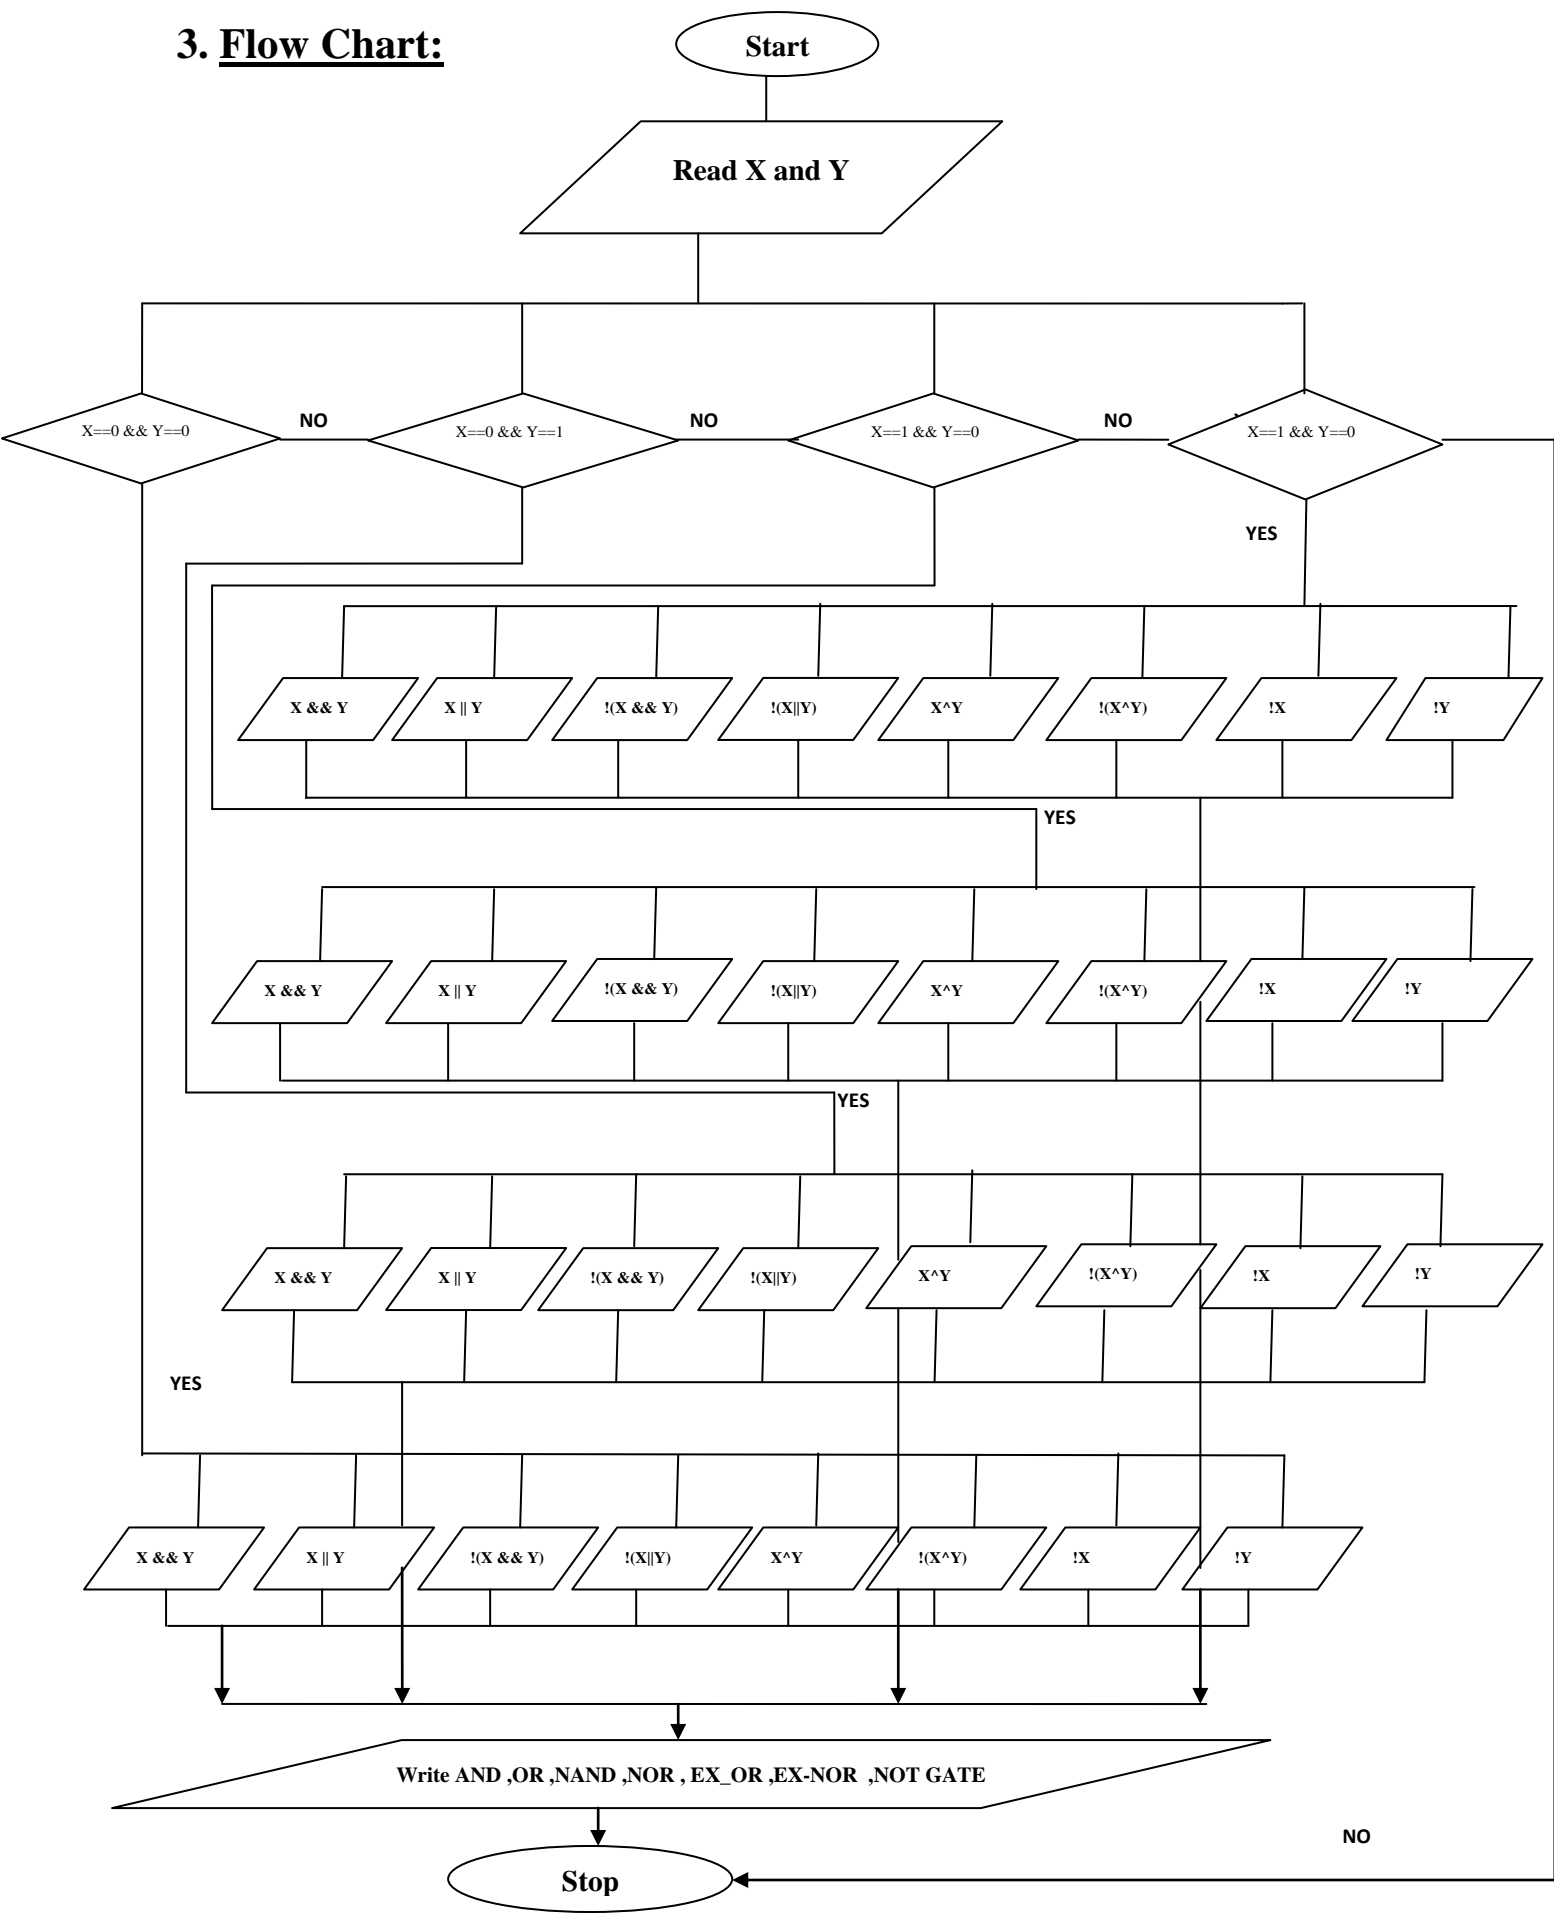 3. Flow Chart:
Start
Read X and Y
X==0 && Y==0
NO
X==0 && Y==1
NO
X==1 && Y==0
NO
X==1 && Y==0
YES
X && Y
X || Y
!(X && Y)
!(X||Y)
X^Y
!(X^Y)
!X
!Y
YES
X && Y
X || Y
!(X && Y)
!(X||Y)
X^Y
!(X^Y)
!X
!Y
YES
X && Y
X || Y
!(X && Y)
!(X||Y)
X^Y
!(X^Y)
!X
!Y
YES
X && Y
X || Y
!(X && Y)
!(X||Y)
X^Y
!(X^Y)
!X
!Y
Write AND ,OR ,NAND ,NOR , EX_OR ,EX-NOR ,NOT GATE
NO
Stop